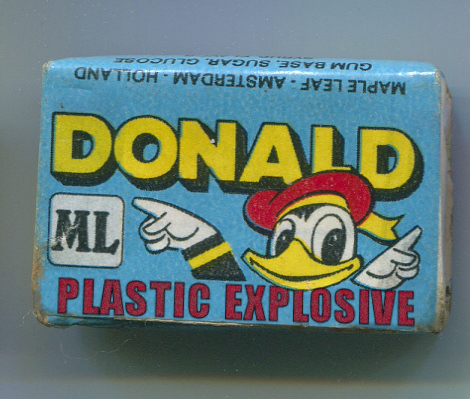 GUM BASE, SUGAR, GLUCOSE
MAPLE LEAF · AMSTERDAM · HOLLAND
DONALD
ML
PLASTIC EXPLOSIVE